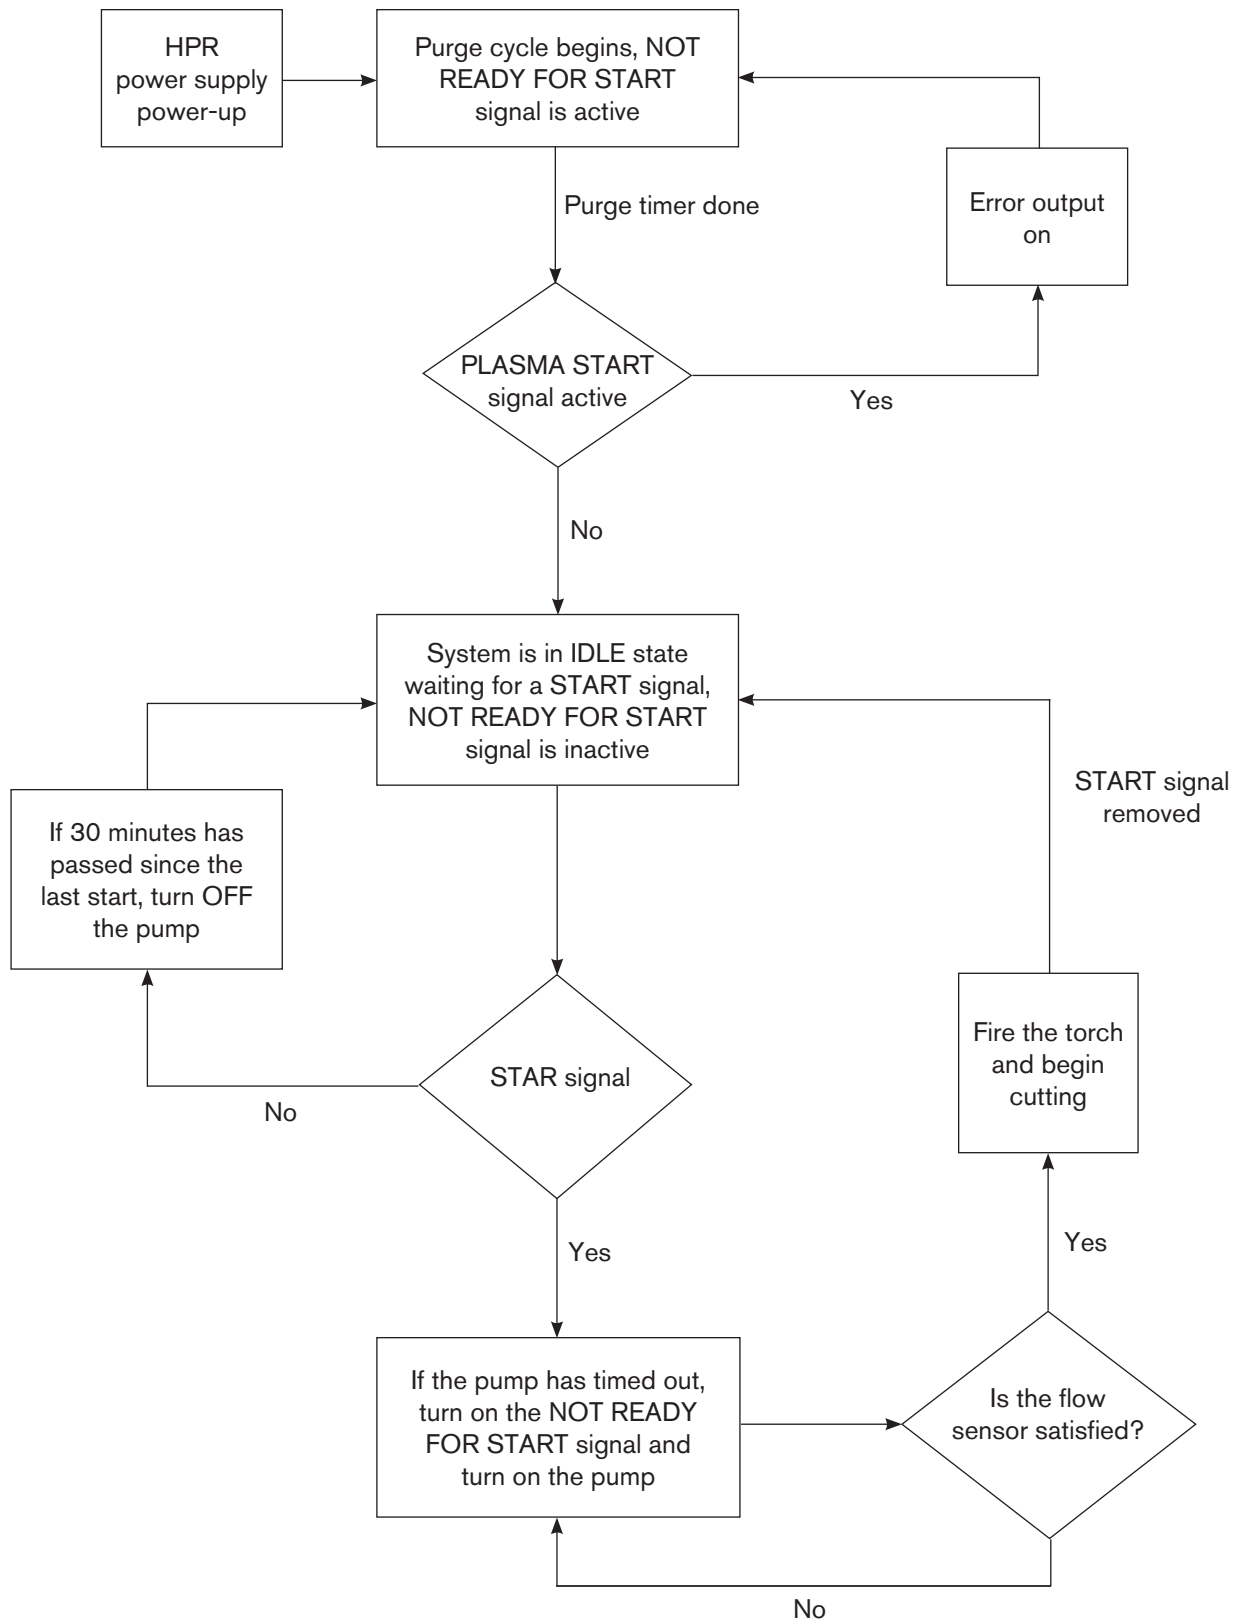 HPR
power supply
power-up
Purge cycle begins, NOT
READY FOR START
signal is active
Error output
on
Purge timer done
PLASMA START
signal active
Yes
No
System is in IDLE state
waiting for a START signal,
NOT READY FOR START
signal is inactive
START signal
removed
If 30 minutes has
passed since the
last start, turn OFF
the pump
Fire the torch
and begin
cutting
STAR signal
No
Yes
Yes
If the pump has timed out,
turn on the NOT READY
FOR START signal and
turn on the pump
Is the flow
sensor satisfied?
No